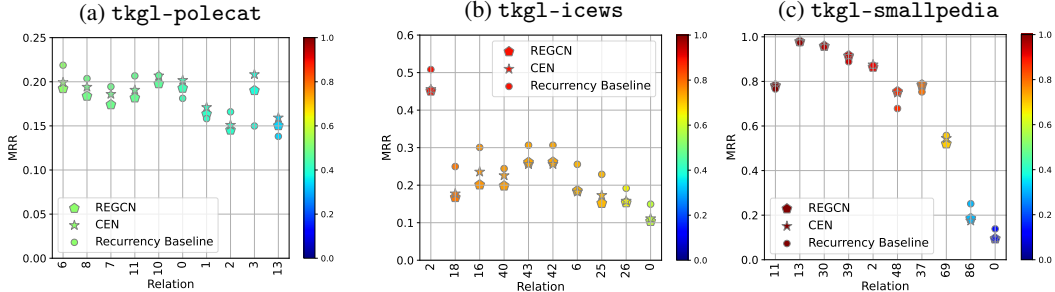 (a) tkgl-polecat
0.25
0.20
0.15
0.10
0.05
0.00
MRR
REGCN
CEN
Recurrency Baseline
6 8 7 11 10 0 1 2 3 13
Relation
1.0
0.8
0.6
0.4
0.2
0.0
(b) tkgl-icews
0.6
0.5
0.4
0.3
0.2
0.1
0.0
MRR
REGCN
CEN
Recurrency Baseline
2 18 16 40 43 42 6 25 26 0
Relation
1.0
0.8
0.6
0.4
0.2
0.0
(c) tkgl-smallpedia
1.0
0.8
0.6
0.4
0.2
0.0
MRR
REGCN
CEN
Recurrency Baseline
11 13 30 39 2 48 37 69 86 0
Relation
1.0
0.8
0.6
0.4
0.2
0.0